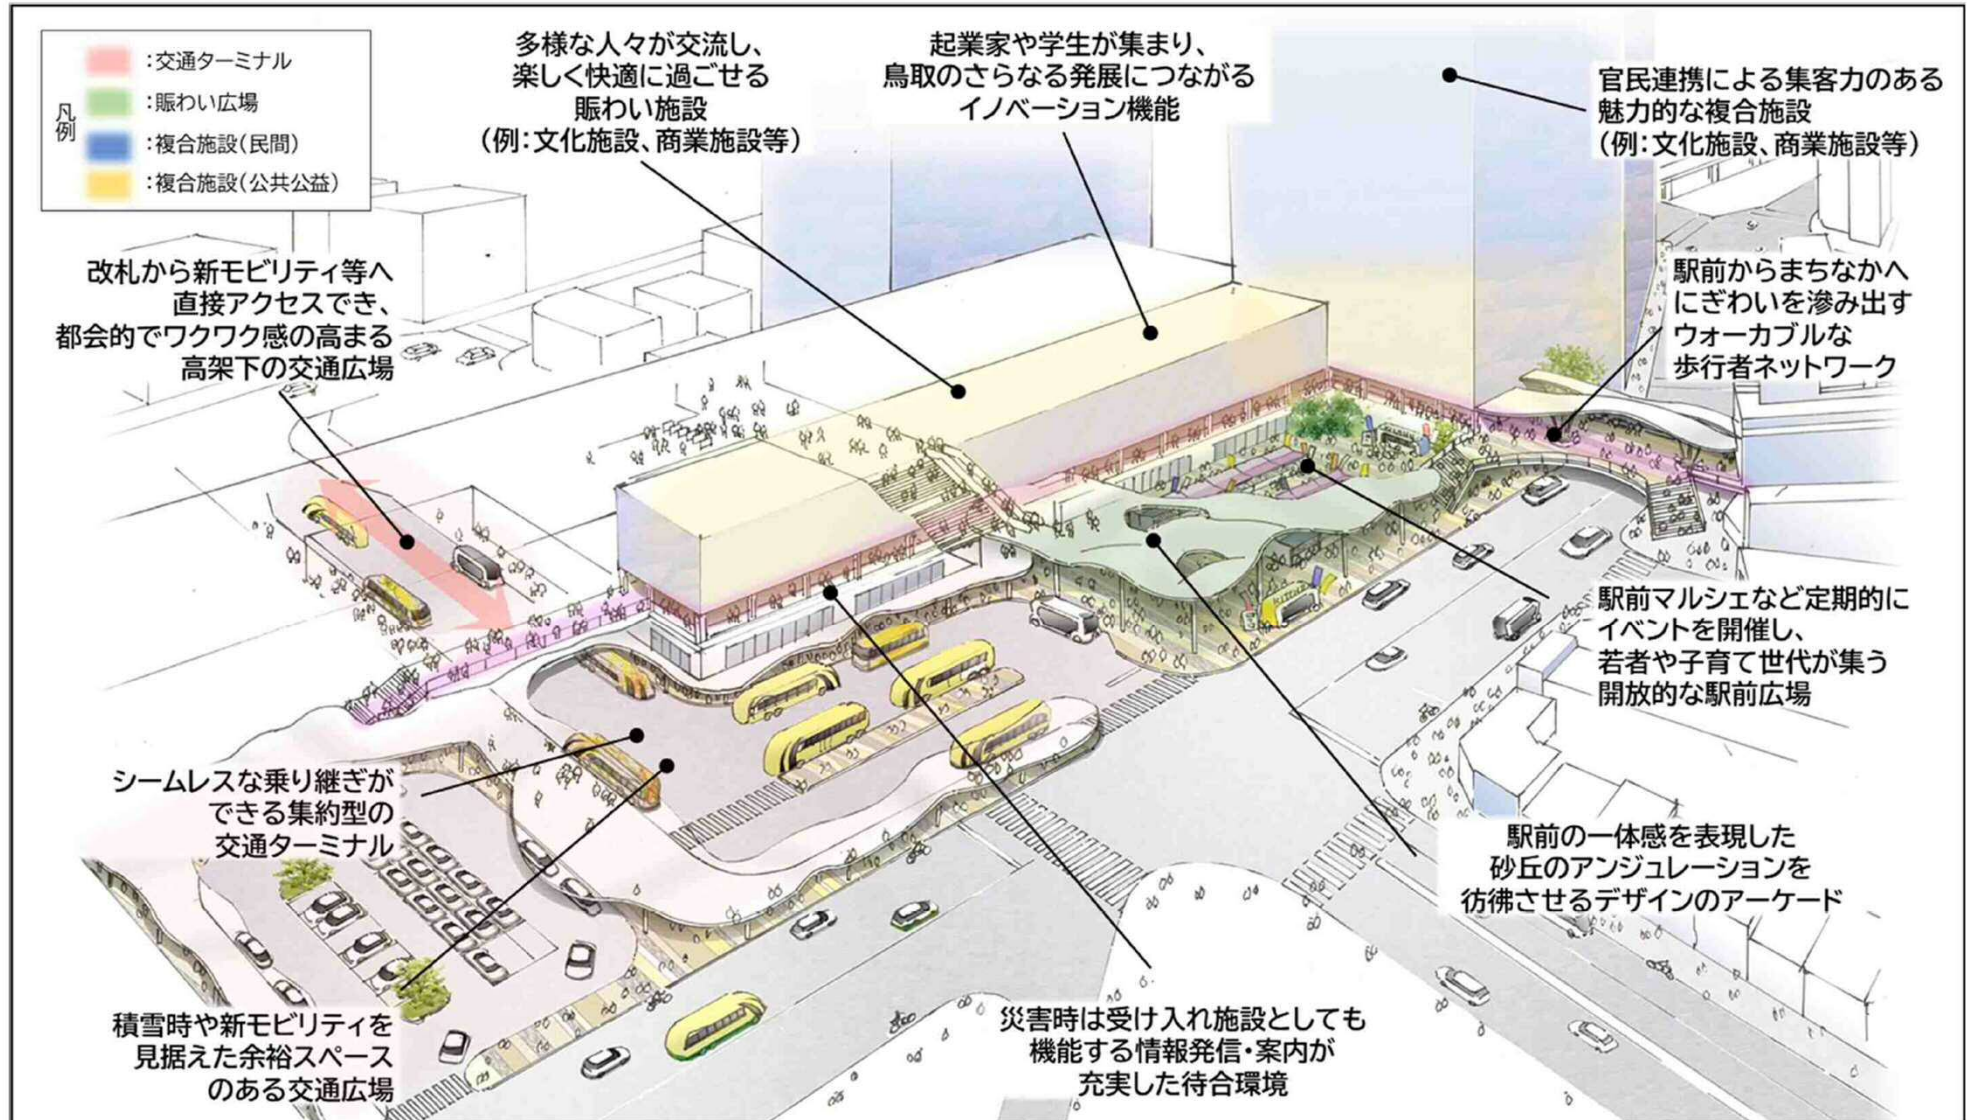 凡例
：交通ターミナル
：賑わい広場
：複合施設（民間）
：複合施設（公共公益）
多様な人々が交流し、
楽しく快適に過ごせる
賑わい施設
（例：文化施設、商業施設等）
起業家や学生が集まり、
鳥取のさらなる発展につながる
イノベーション機能
官民連携による集客力のある
魅力的な複合施設
（例：文化施設、商業施設等）
改札から新モビリティ等へ
直接アクセスでき、
都会的でワクワク感の高まる
高架下の交通広場
駅前からまちなかへ
にぎわいを滲み出す
ウォーカブルな
歩行者ネットワーク
駅前マルシェなど定期的に
イベントを開催し、
若者や子育て世代が集う
開放的な駅前広場
シームレスな乗り継ぎが
できる集約型の
交通ターミナル
駅前の一体感を表現した
砂丘のアンジュレーションを
彷彿させるデザインのアーケード
積雪時や新モビリティを
見据えた余裕スペース
のある交通広場
災害時は受け入れ施設としても
機能する情報発信・案内が
充実した待合環境